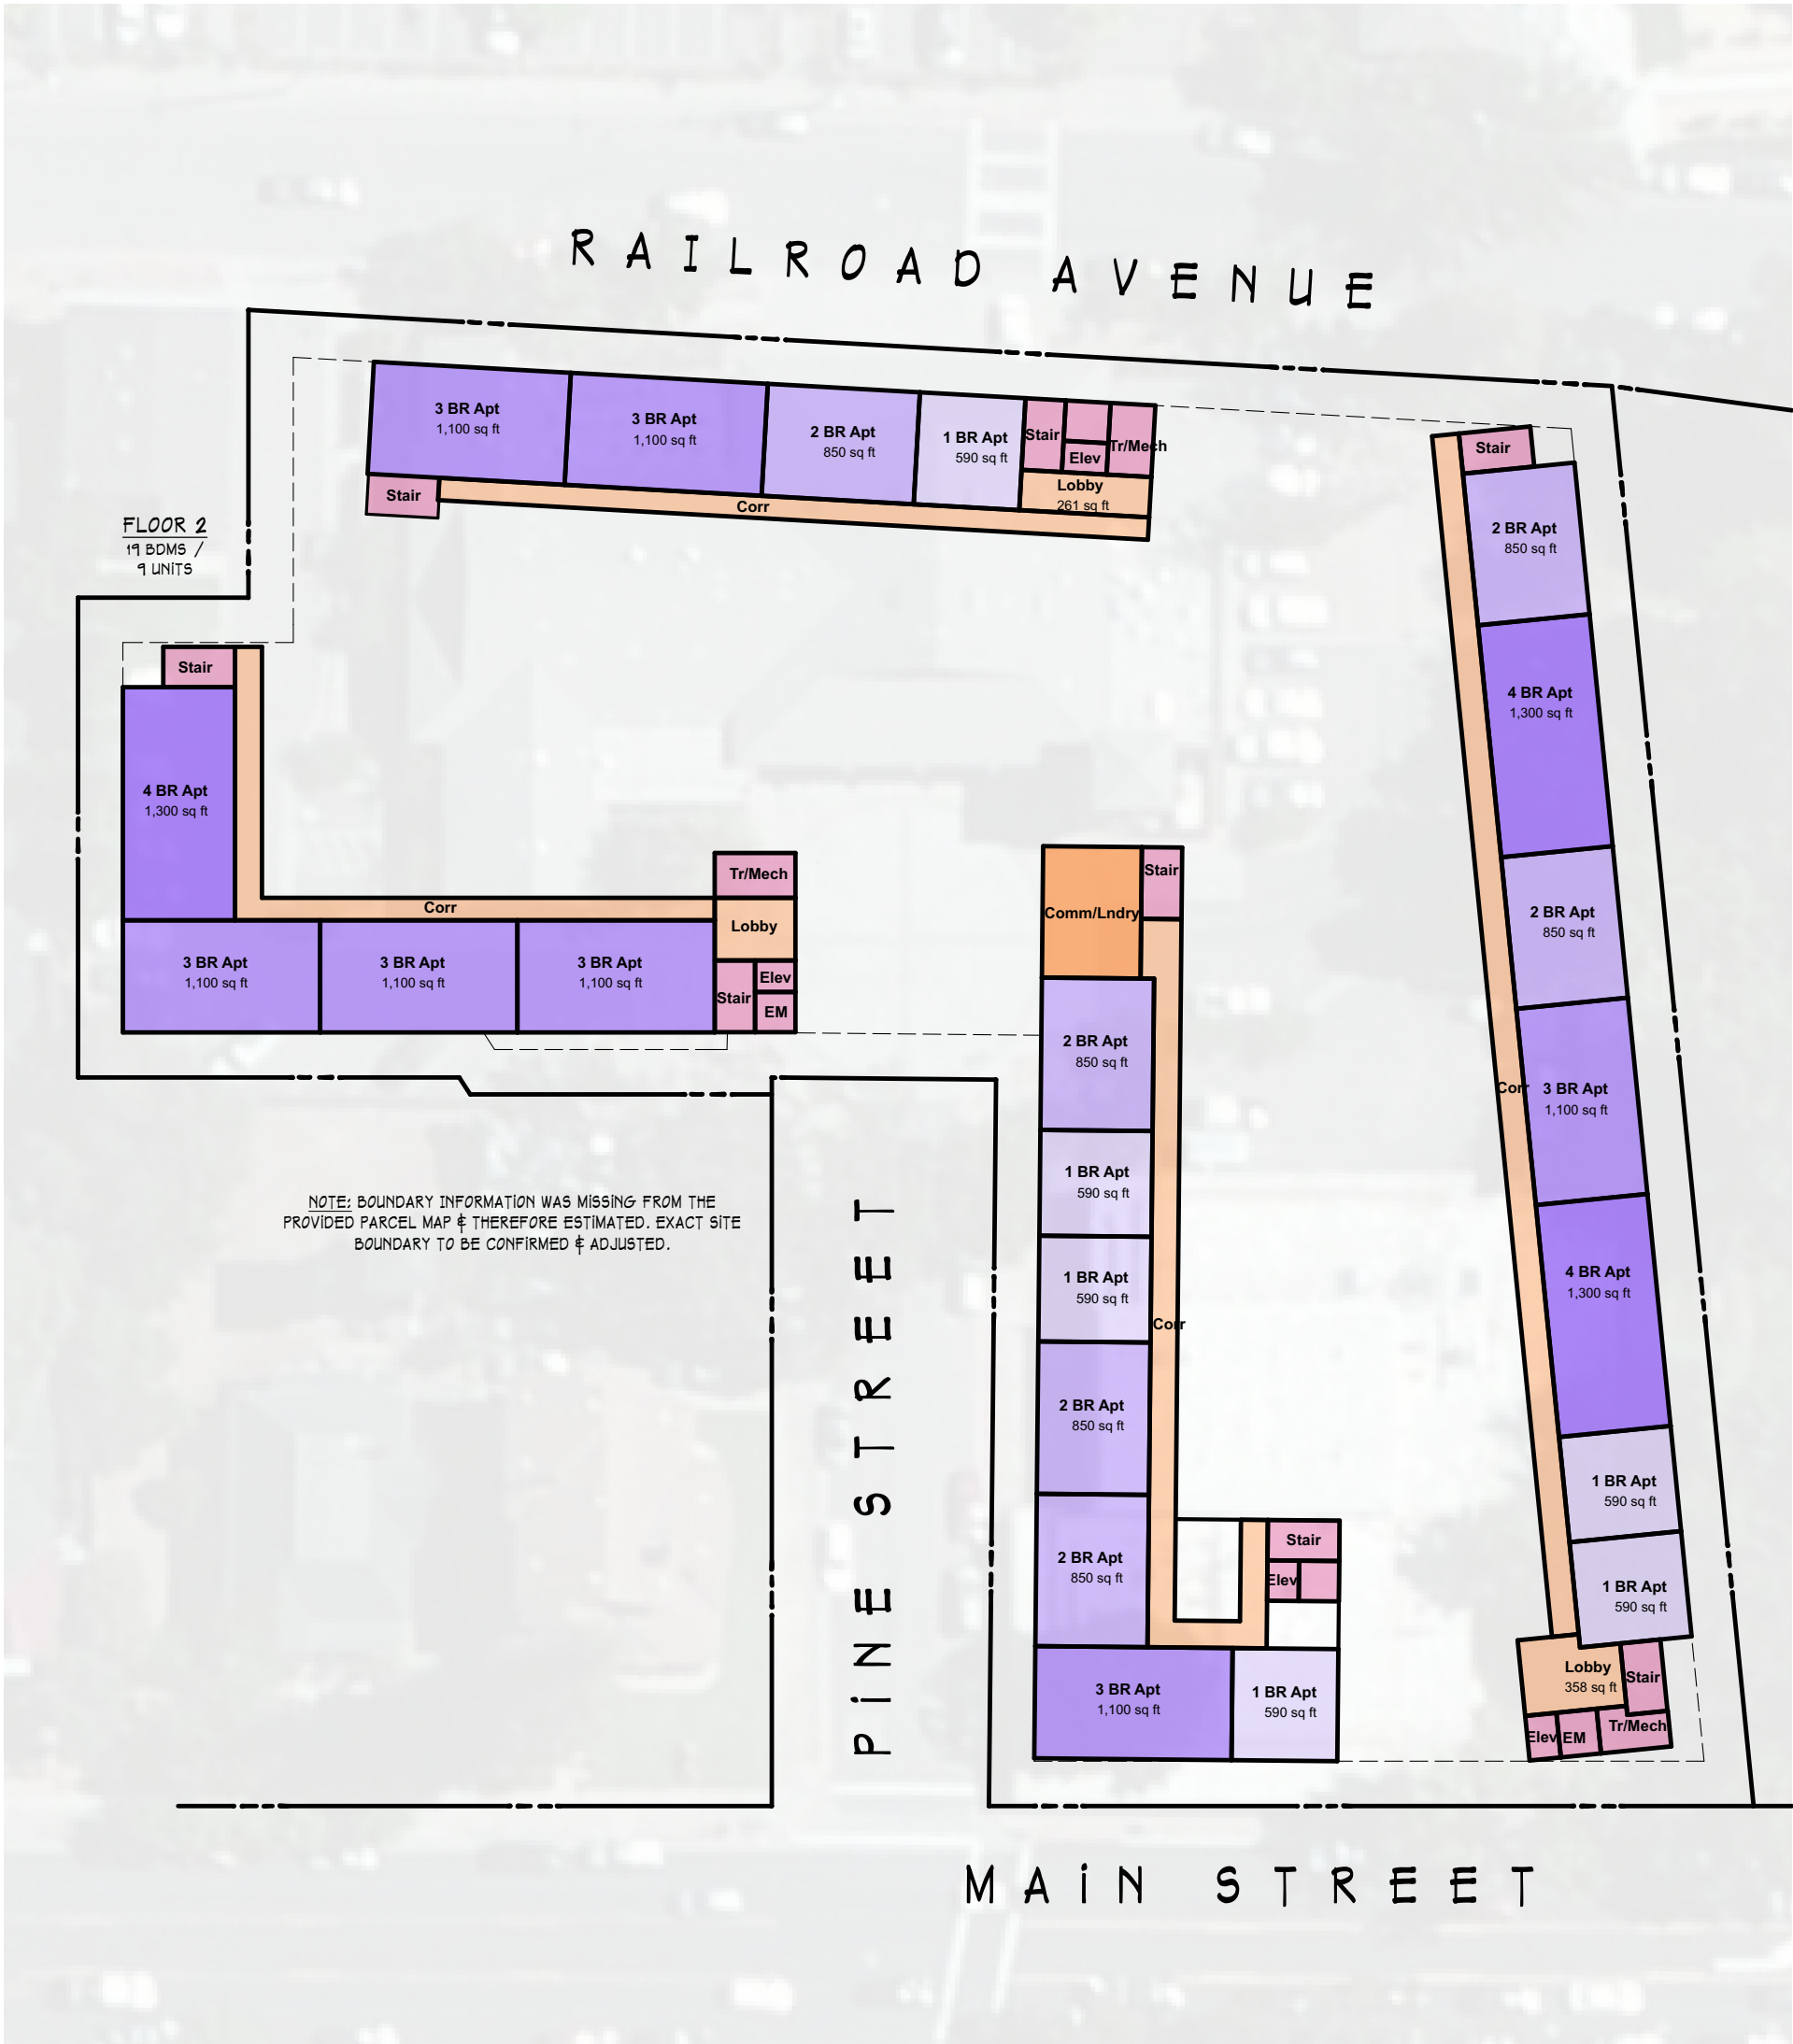 RAILROAD AVENUE
3 BR Apt
1,100 sq ft
3 BR Apt
1,100 sq ft
2 BR Apt
850 sq ft
1 BR Apt
590 sq ft
Stair
Elev
Tr/Mech
Lobby
261 sq ft
Stair
Corr
FLOOR 2
19 BDMS /
9 UNITS
Stair
4 BR Apt
1,300 sq ft
Corr
Tr/Mech
Lobby
3 BR Apt
1,100 sq ft
3 BR Apt
1,100 sq ft
3 BR Apt
1,100 sq ft
Stair
Elev
EM
NOTE: BOUNDARY INFORMATION WAS MISSING FROM THE
PROVIDED PARCEL MAP & THEREFORE ESTIMATED. EXACT SITE
BOUNDARY TO BE CONFIRMED & ADJUSTED.
PINE STREET
Comm/Lndry
Stair
2 BR Apt
850 sq ft
1 BR Apt
590 sq ft
1 BR Apt
590 sq ft
Corr
2 BR Apt
850 sq ft
2 BR Apt
850 sq ft
Stair
Elev
3 BR Apt
1,100 sq ft
1 BR Apt
590 sq ft
Stair
2 BR Apt
850 sq ft
4 BR Apt
1,300 sq ft
2 BR Apt
850 sq ft
Corr
3 BR Apt
1,100 sq ft
4 BR Apt
1,300 sq ft
1 BR Apt
590 sq ft
1 BR Apt
590 sq ft
Lobby
358 sq ft
Stair
Elev
EM
Tr/Mech
MAIN STREET